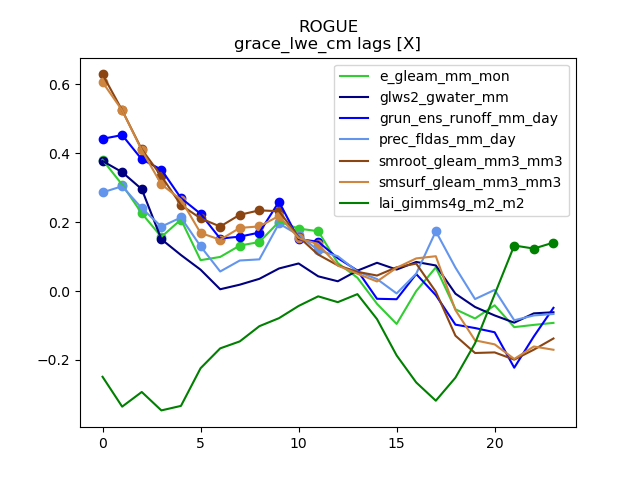 ROGUE
grace_lwe_cm lags [X]
e_gleam_mm_mon
glws2_gwater_mm
grun_ens_runoff_mm_day
prec_fldas_mm_day
smroot_gleam_mm3_mm3
smsurf_gleam_mm3_mm3
lai_gimms4g_m2_m2
0.6
0.4
0.2
0.0
−0.2
0 5 10 15 20